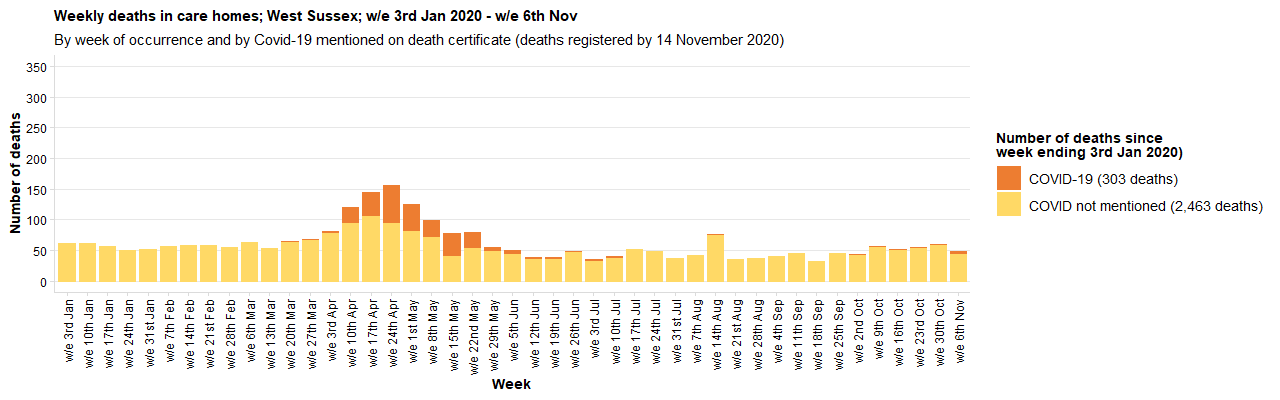 Weekly deaths in care homes; West Sussex; w/e 3rd Jan 2020 - w/e 6th Nov
By week of occurrence and by Covid-19 mentioned on death certificate (deaths registered by 14 November 2020)
Number of deaths
350
300
250
200
150
100
50
0
w/e 3rd Jan
w/e 10th Jan
w/e 17th Jan
w/e 24th Jan
w/e 31st Jan
w/e 7th Feb
w/e 14th Feb
w/e 21st Feb
w/e 28th Feb
w/e 6th Mar
w/e 13th Mar
w/e 20th Mar
w/e 27th Mar
w/e 3rd Apr
w/e 10th Apr
w/e 17th Apr
w/e 24th Apr
w/e 1st May
w/e 8th May
w/e 15th May
w/e 22nd May
w/e 29th May
w/e 5th Jun
w/e 12th Jun
w/e 19th Jun
w/e 26th Jun
w/e 3rd Jul
w/e 10th Jul
w/e 17th Jul
w/e 24th Jul
w/e 31st Jul
w/e 7th Aug
w/e 14th Aug
w/e 21st Aug
w/e 28th Aug
w/e 4th Sep
w/e 11th Sep
w/e 18th Sep
w/e 25th Sep
w/e 2nd Oct
w/e 9th Oct
w/e 16th Oct
w/e 23rd Oct
w/e 30th Oct
w/e 6th Nov
Week
Number of deaths since
week ending 3rd Jan 2020)
COVID-19 (303 deaths)
COVID not mentioned (2,463 deaths)